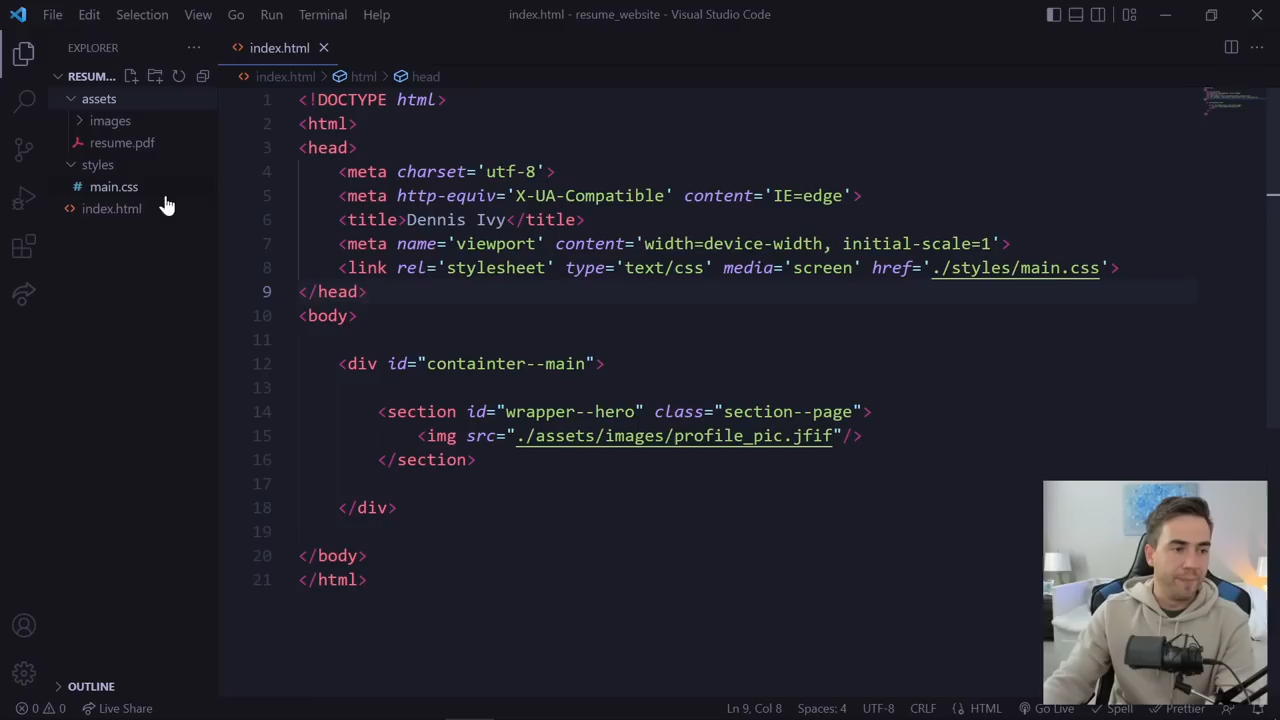 File Edit Selection View Go Run Terminal Help
index.html - resume_website - Visual Studio Code
EXPLORER
RESUM...
assets
images
resume.pdf
styles
# main.css
<> index.html
OUTLINE
<> index.html
index.html > html > head
1 <!DOCTYPE html>
2 <html>
3 <head>
4 <meta charset='utf-8'>
5 <meta http-equiv='X-UA-Compatible' content='IE=edge'>
6 <title>Dennis Ivy</title>
7 <meta name='viewport' content='width=device-width, initial-scale=1'>
8 <link rel='stylesheet' type='text/css' media='screen' href='./styles/main.css'>
9 </head>
10 <body>
11
12 <div id="containter--main">
13
14 <section id="wrapper--hero" class="section--page">
15 <img src="./assets/images/profile_pic.jfif"/>
16 </section>
17
18 </div>
19
20 </body>
21 </html>
0 0 Live Share
Ln 9, Col 8 Spaces: 4 UTF-8 CRLF HTML Go Live Spell Prettier